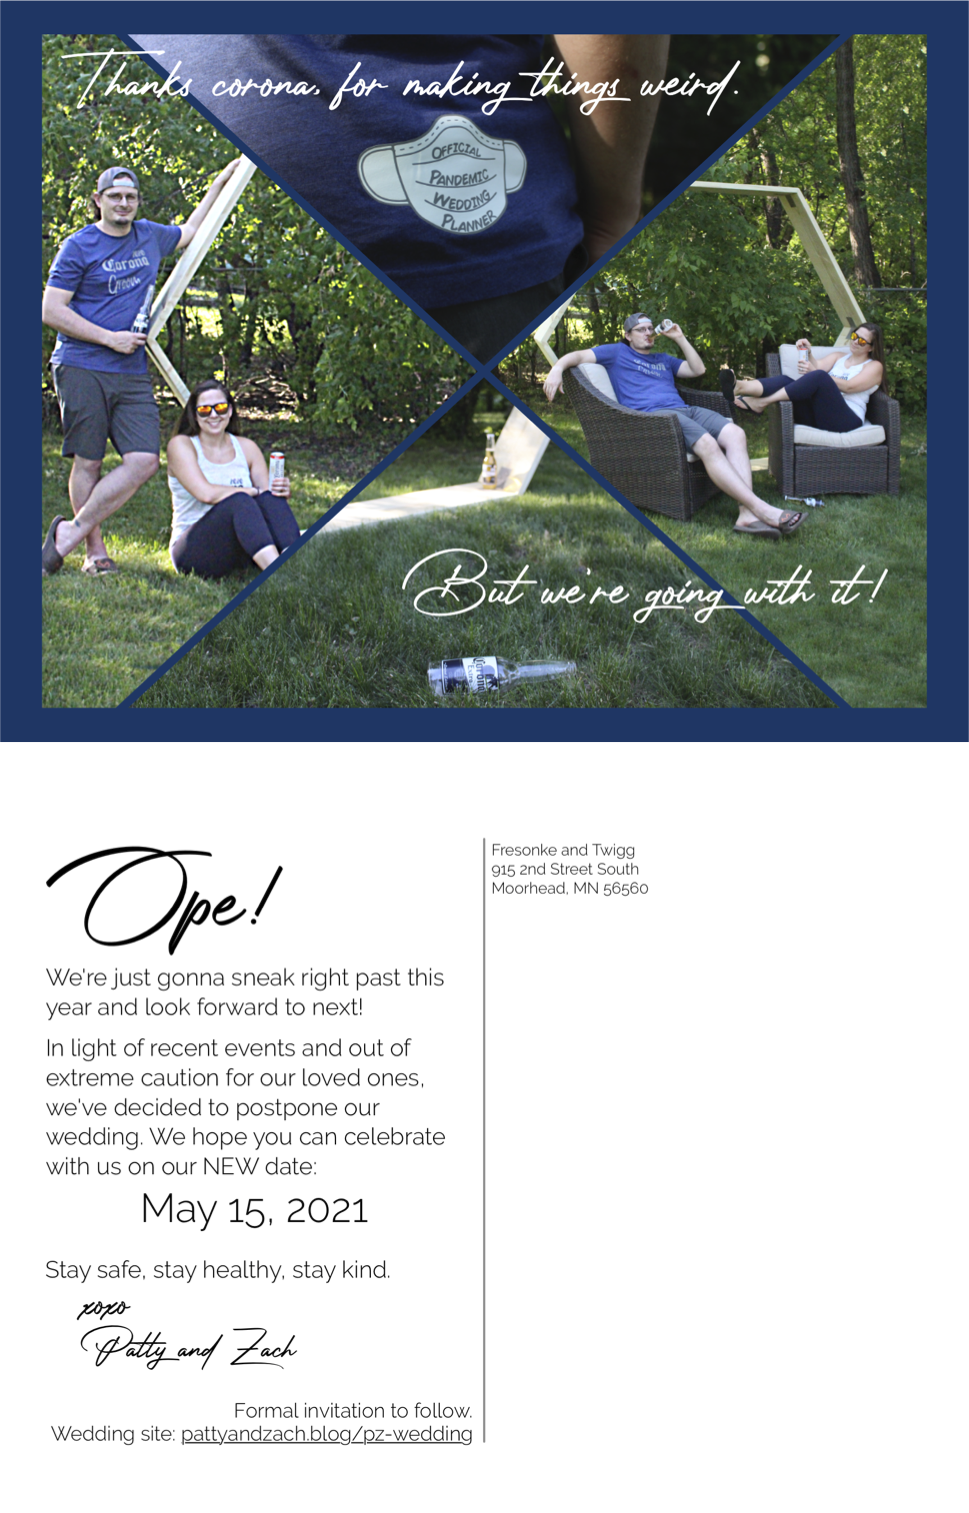 Thanks corona, for making things weird.
OFFICIAL
PANDEMIC
WEDDING
PLANNER
Corona
But we're going with it!
Corona
Extra
Ope!
We're just gonna sneak right past this
year and look forward to next!
In light of recent events and out of
extreme caution for our loved ones,
we've decided to postpone our
wedding. We hope you can celebrate
with us on our NEW date:
May 15, 2021
Stay safe, stay healthy, stay kind.
xoxo
Patty and Zach
Formal invitation to follow.
Wedding site: pattyandzach.blog/pz-wedding
Fresonke and Twigg
915 2nd Street South
Moorhead, MN 56560